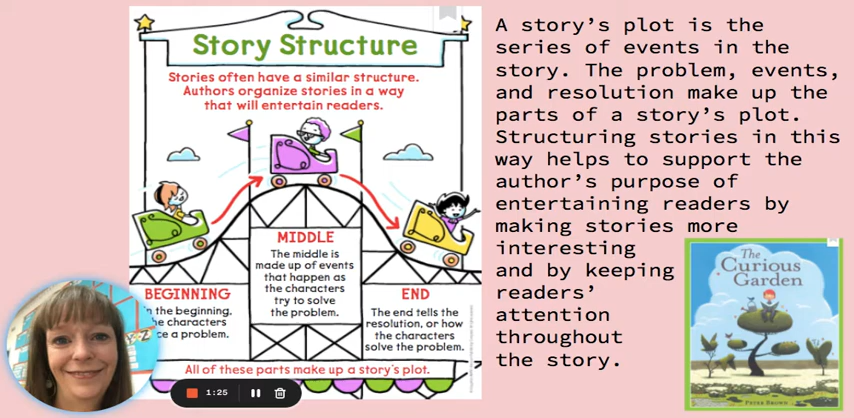 Story Structure
Stories often have a similar structure.
Authors organize stories in a way
that will entertain readers.
BEGINNING
the beginning,
characters
a problem.
MIDDLE
The middle is
made up of events
that happen as
the characters
try to solve
the problem.
END
The end tells the
resolution, or how
the characters
solve the problem.
All of these parts make up a story's plot.
1:25
A story's plot is the
series of events in the
story. The problem, events,
and resolution make up the
parts of a story's plot.
Structuring stories in this
way helps to support the
author's purpose of
entertaining readers by
making stories more
interesting
and by keeping
readers'
attention
throughout
the story.
The
Curious
Garden
PETER BROWN